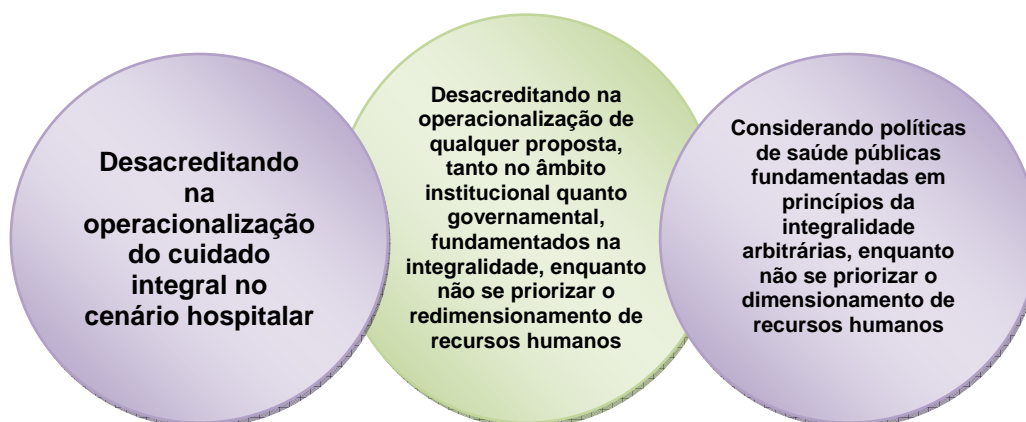 Desacreditando
na
operacionalização
do cuidado
integral no
cenário hospitalar
Desacreditando na
operacionalização de
qualquer proposta,
tanto no âmbito
institucional quanto
governamental,
fundamentados na
integralidade, enquanto
não se priorizar o
redimensionamento de
recursos humanos
Considerando políticas
de saúde públicas
fundamentadas em
princípios da
integralidade
arbitrárias, enquanto
não se priorizar o
dimensionamento de
recursos humanos